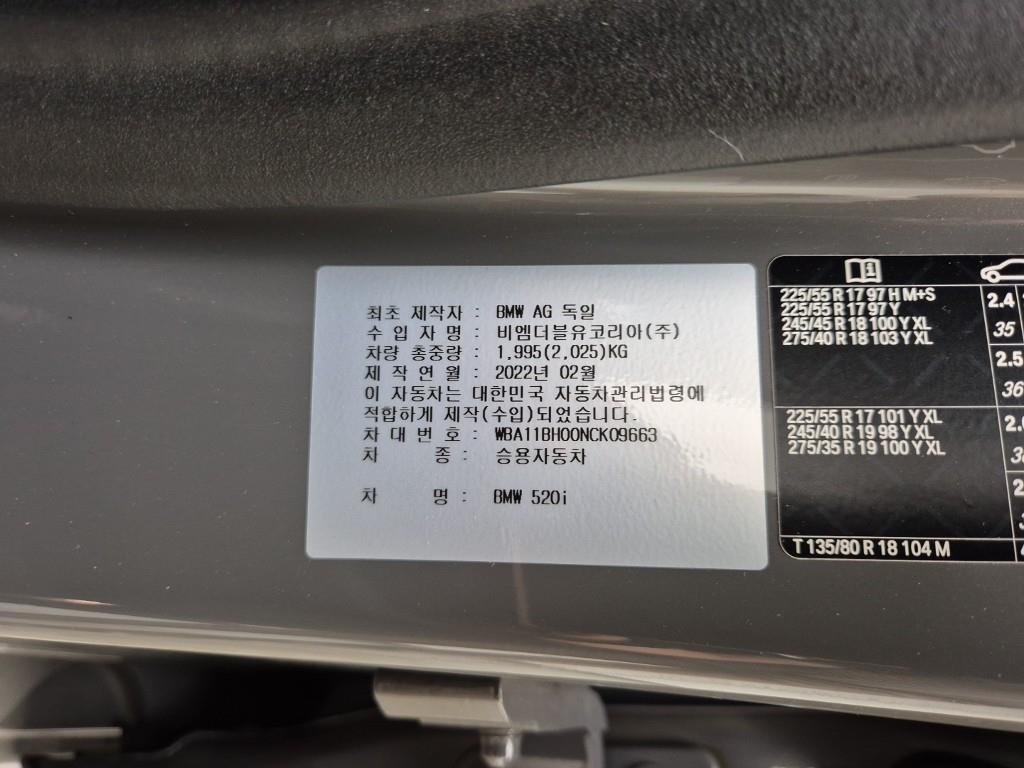 최초 제작자 : BMW AG 독일
수 입 자 명 : 비엠더블유코리아(주)
차량 총중량 : 1,995(2,025)KG
제 작 연 월 : 2022년 02월
이 자동차는 대한민국 자동차관리법령에
적합하게 제작(수입)되었습니다.
차 대 번 호 : WBA11BH00NCK09663
차 종 : 승용자동차
차 명 : BMW 520i
225/55 R 17 97 H M+S
225/55 R 17 97 Y
245/45 R 18 100 Y XL
275/40 R 18 103 Y XL
2.4
35
2.5
36
225/55 R 17 101 Y XL
245/40 R 19 98 Y XL
275/35 R 19 100 Y XL
T 135/80 R 18 104 M